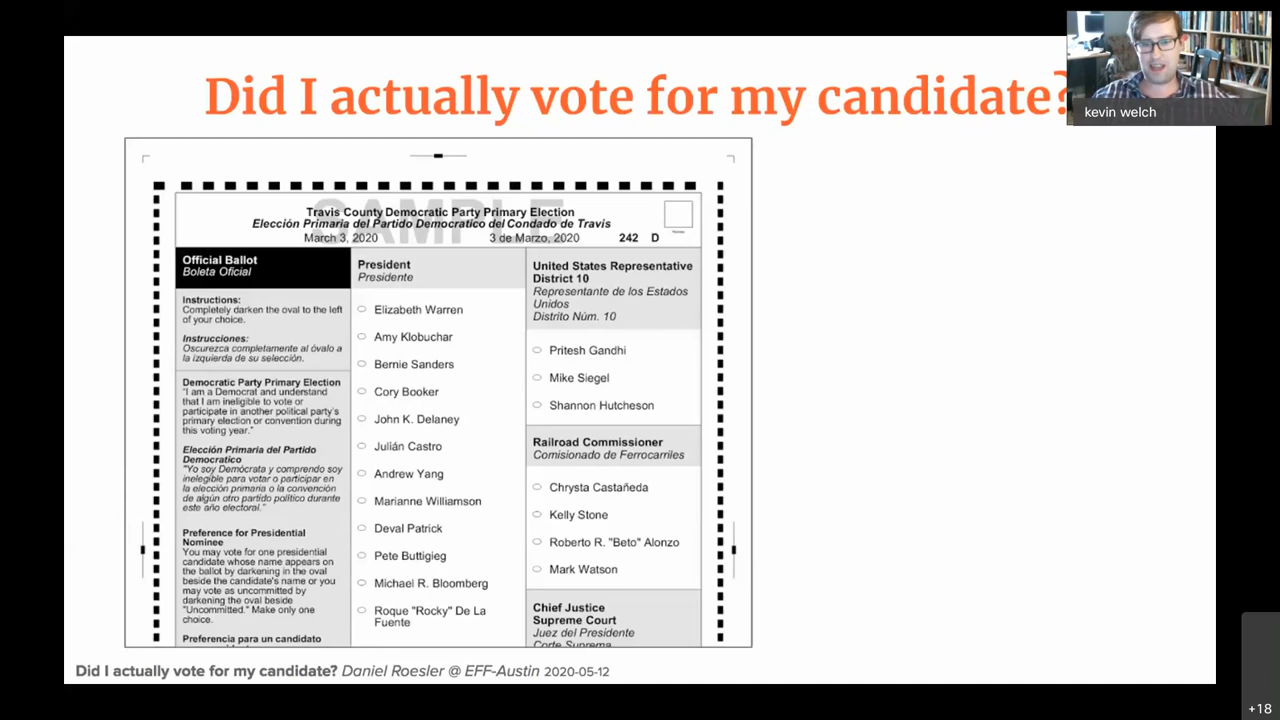 Did I actually vote for my candidate?
kevin welch
SAMPLE
Travis County Democratic Party Primary Election
Elección Primaria del Partido Democratico del Condado de Travis
March 3, 2020 3 de Marzo, 2020 242 D
Official Ballot
Boleta Oficial
Instructions:
Completely darken the oval to the left
of your choice.
Instrucciones:
Oscurezca completamente al óvalo a
la izquierda de su selección.
Democratic Party Primary Election
"I am a Democrat and understand
that I am ineligible to vote or
participate in another political party's
primary election or convention during
this voting year."
Elección Primaria del Partido
Democratico
"Yo soy Demócrata y comprendo soy
inelegible para votar o participar en
la elección primaria o la convención
de algún otro partido político durante
este año electoral."
Preference for Presidential
Nominee
You may vote for one presidential
candidate whose name appears on
the ballot by darkening in the oval
beside the candidate's name or you
may vote as uncommitted by
darkening the oval beside
"Uncommitted." Make only one
choice.
Preferencia para un candidato
President
Presidente
Elizabeth Warren
Amy Klobuchar
Bernie Sanders
Cory Booker
John K. Delaney
Julián Castro
Andrew Yang
Marianne Williamson
Deval Patrick
Pete Buttigieg
Michael R. Bloomberg
Roque "Rocky" De La
Fuente
United States Representative
District 10
Representante de los Estados
Unidos
Distrito Núm. 10
Pritesh Gandhi
Mike Siegel
Shannon Hutcheson
Railroad Commissioner
Comisionado de Ferrocarriles
Chrysta Castañeda
Kelly Stone
Roberto R. "Beto" Alonzo
Mark Watson
Chief Justice
Supreme Court
Juez del Presidente
Corte Suprema
Did I actually vote for my candidate? Daniel Roesler @ EFF-Austin 2020-05-12
+18